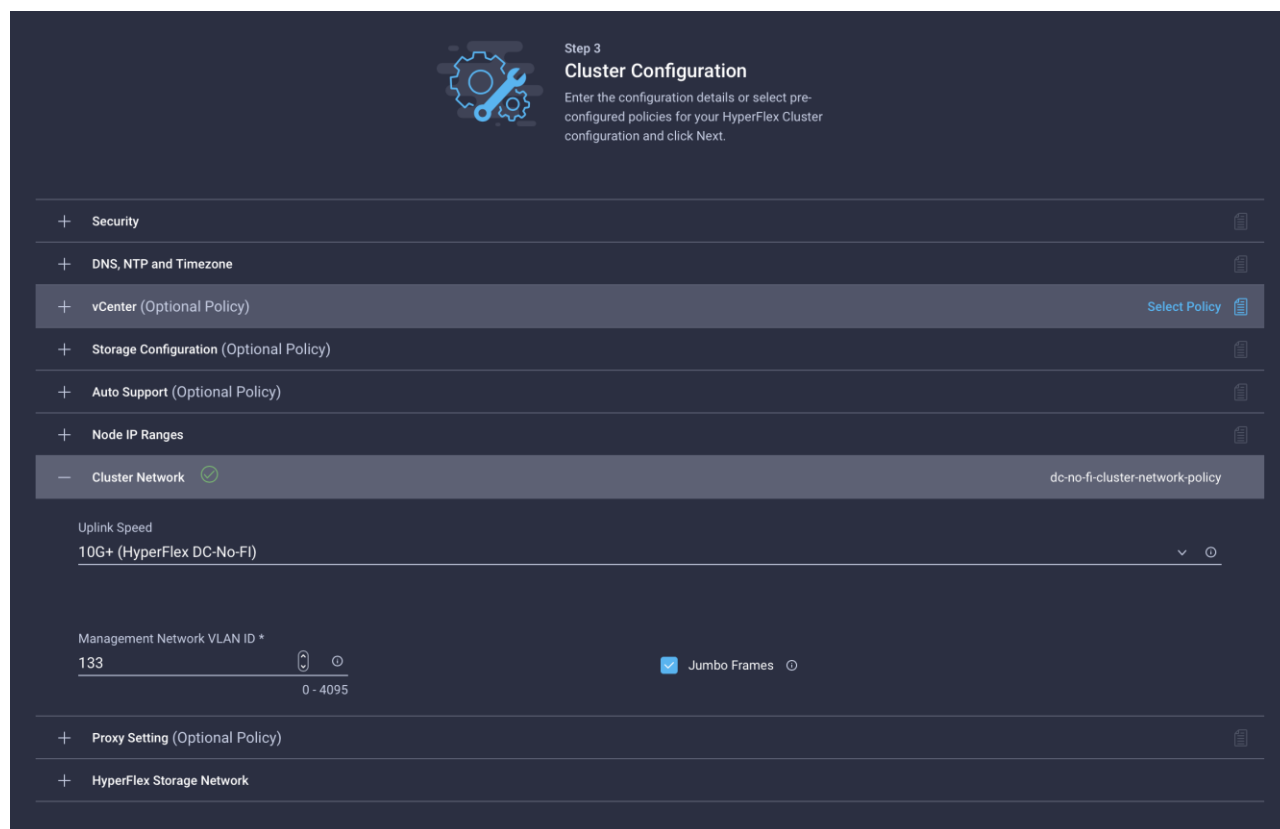 Step 3
Cluster Configuration
Enter the configuration details or select pre-
configured policies for your HyperFlex Cluster
configuration and click Next.
Security
DNS, NTP and Timezone
vCenter (Optional Policy) Select Policy
Storage Configuration (Optional Policy)
Auto Support (Optional Policy)
Node IP Ranges
Cluster Network dc-no-fi-cluster-network-policy
Uplink Speed
10G+ (HyperFlex DC-No-FI)
Management Network VLAN ID *
133 Jumbo Frames
0 - 4095
Proxy Setting (Optional Policy)
HyperFlex Storage Network